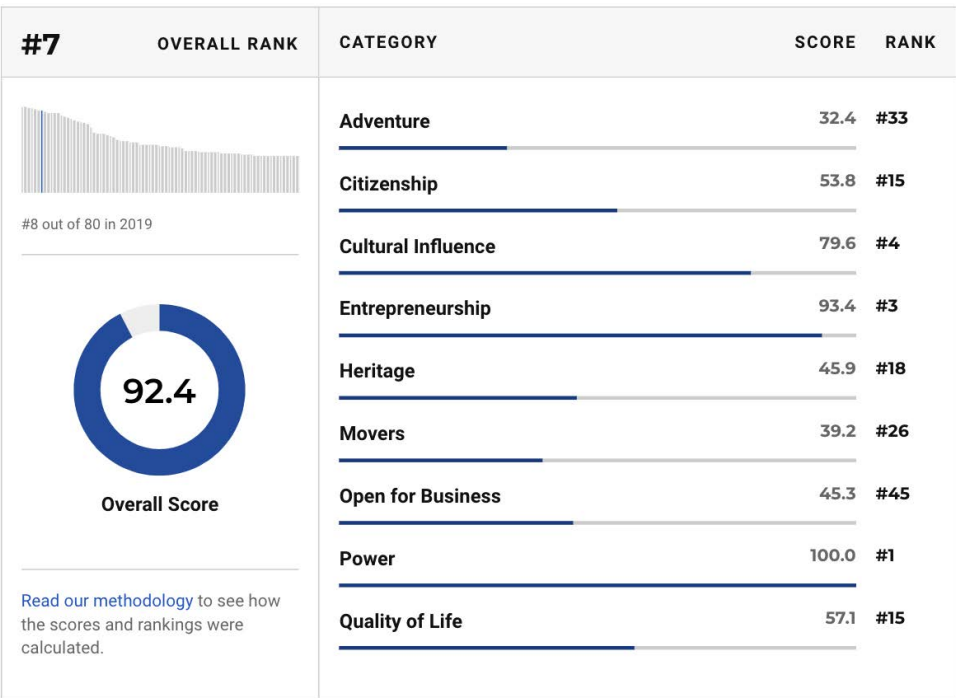 #7 OVERALL RANK
#8 out of 80 in 2019
92.4
Overall Score
Read our methodology to see how
the scores and rankings were
calculated.
CATEGORY SCORE RANK
Adventure 32.4 #33
Citizenship 53.8 #15
Cultural Influence 79.6 #4
Entrepreneurship 93.4 #3
Heritage 45.9 #18
Movers 39.2 #26
Open for Business 45.3 #45
Power 100.0 #1
Quality of Life 57.1 #15